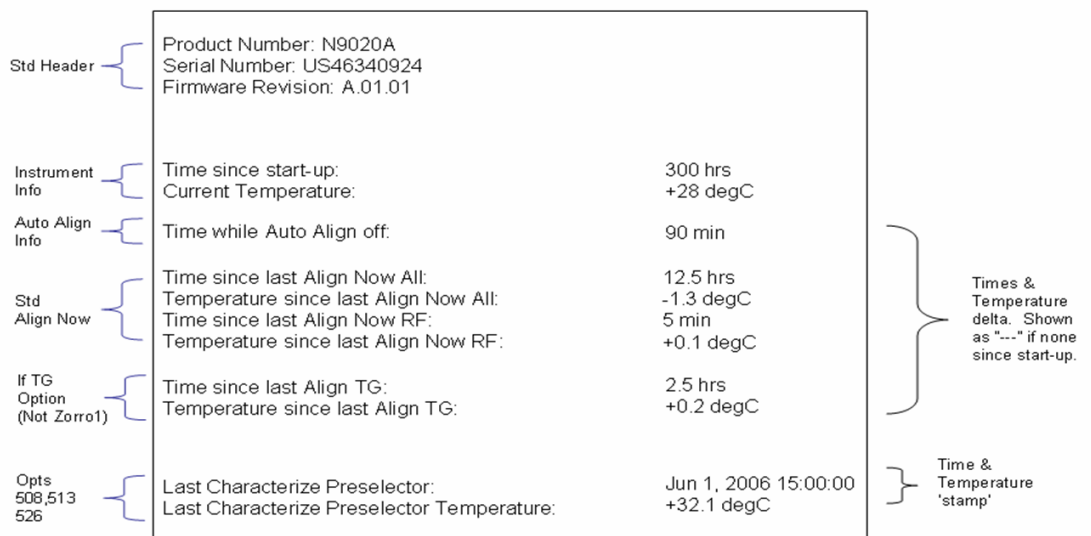 Std Header
Product Number: N9020A
Serial Number: US46340924
Firmware Revision: A.01.01
Instrument
Info
Time since start-up: 300 hrs
Current Temperature: +28 degC
Auto Align
Info
Time while Auto Align off: 90 min
Std
Align Now
Time since last Align Now All: 12.5 hrs
Temperature since last Align Now All: -1.3 degC
Time since last Align Now RF: 5 min
Temperature since last Align Now RF: +0.1 degC
If TG
Option
(Not Zorro1)
Time since last Align TG: 2.5 hrs
Temperature since last Align TG: +0.2 degC
Times &
Temperature
delta. Shown
as "---" if none
since start-up.
Opts
508,513
526
Last Characterize Preselector: Jun 1, 2006 15:00:00
Last Characterize Preselector Temperature: +32.1 degC
Time &
Temperature
'stamp'